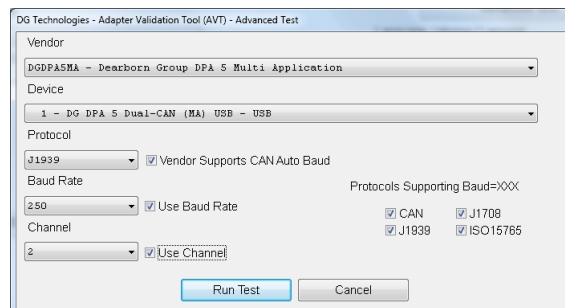 DG Technologies - Adapter Validation Tool (AVT) - Advanced Test
Vendor
DGDPA5MA - Dearborn Group DPA 5 Multi Application
Device
1 - DG DPA 5 Dual-CAN (MA) USB - USB
Protocol
J1939 Vendor Supports CAN Auto Baud
Baud Rate
Protocols Supporting Baud=XXX
250 Use Baud Rate
CAN J1708
Channel
J1939 ISO15765
2 Use Channel
Run Test Cancel